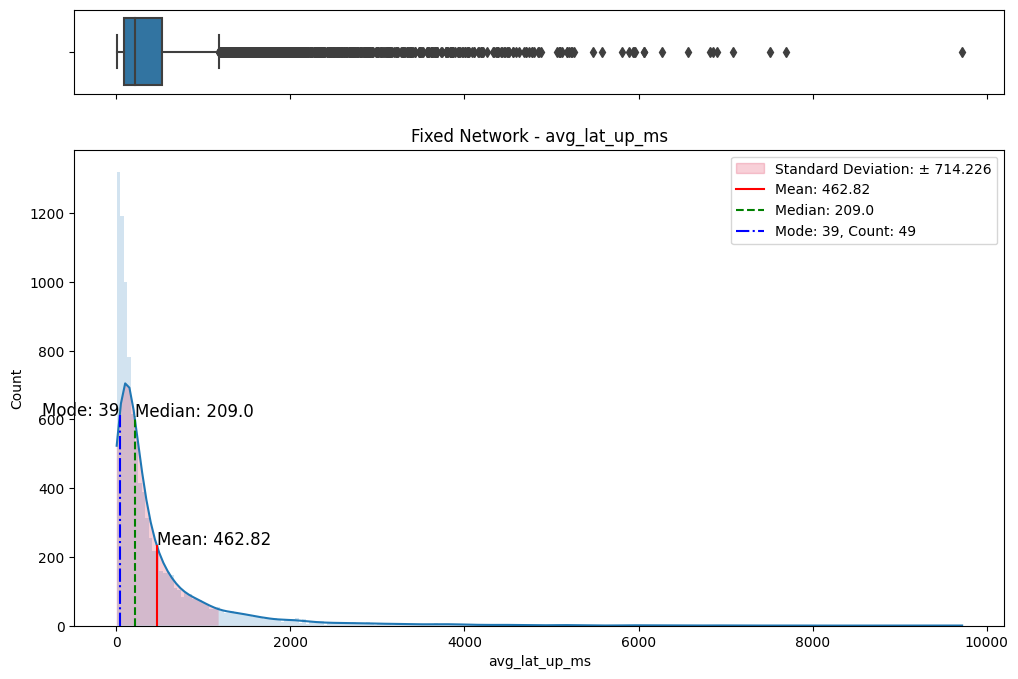 Fixed Network - avg_lat_up_ms
Standard Deviation: ± 714.226
Mean: 462.82
Median: 209.0
Mode: 39, Count: 49
1200
1000
800
600
400
200
0
Count
Mode: 39
Median: 209.0
Mean: 462.82
0
2000
4000
6000
8000
10000
avg_lat_up_ms